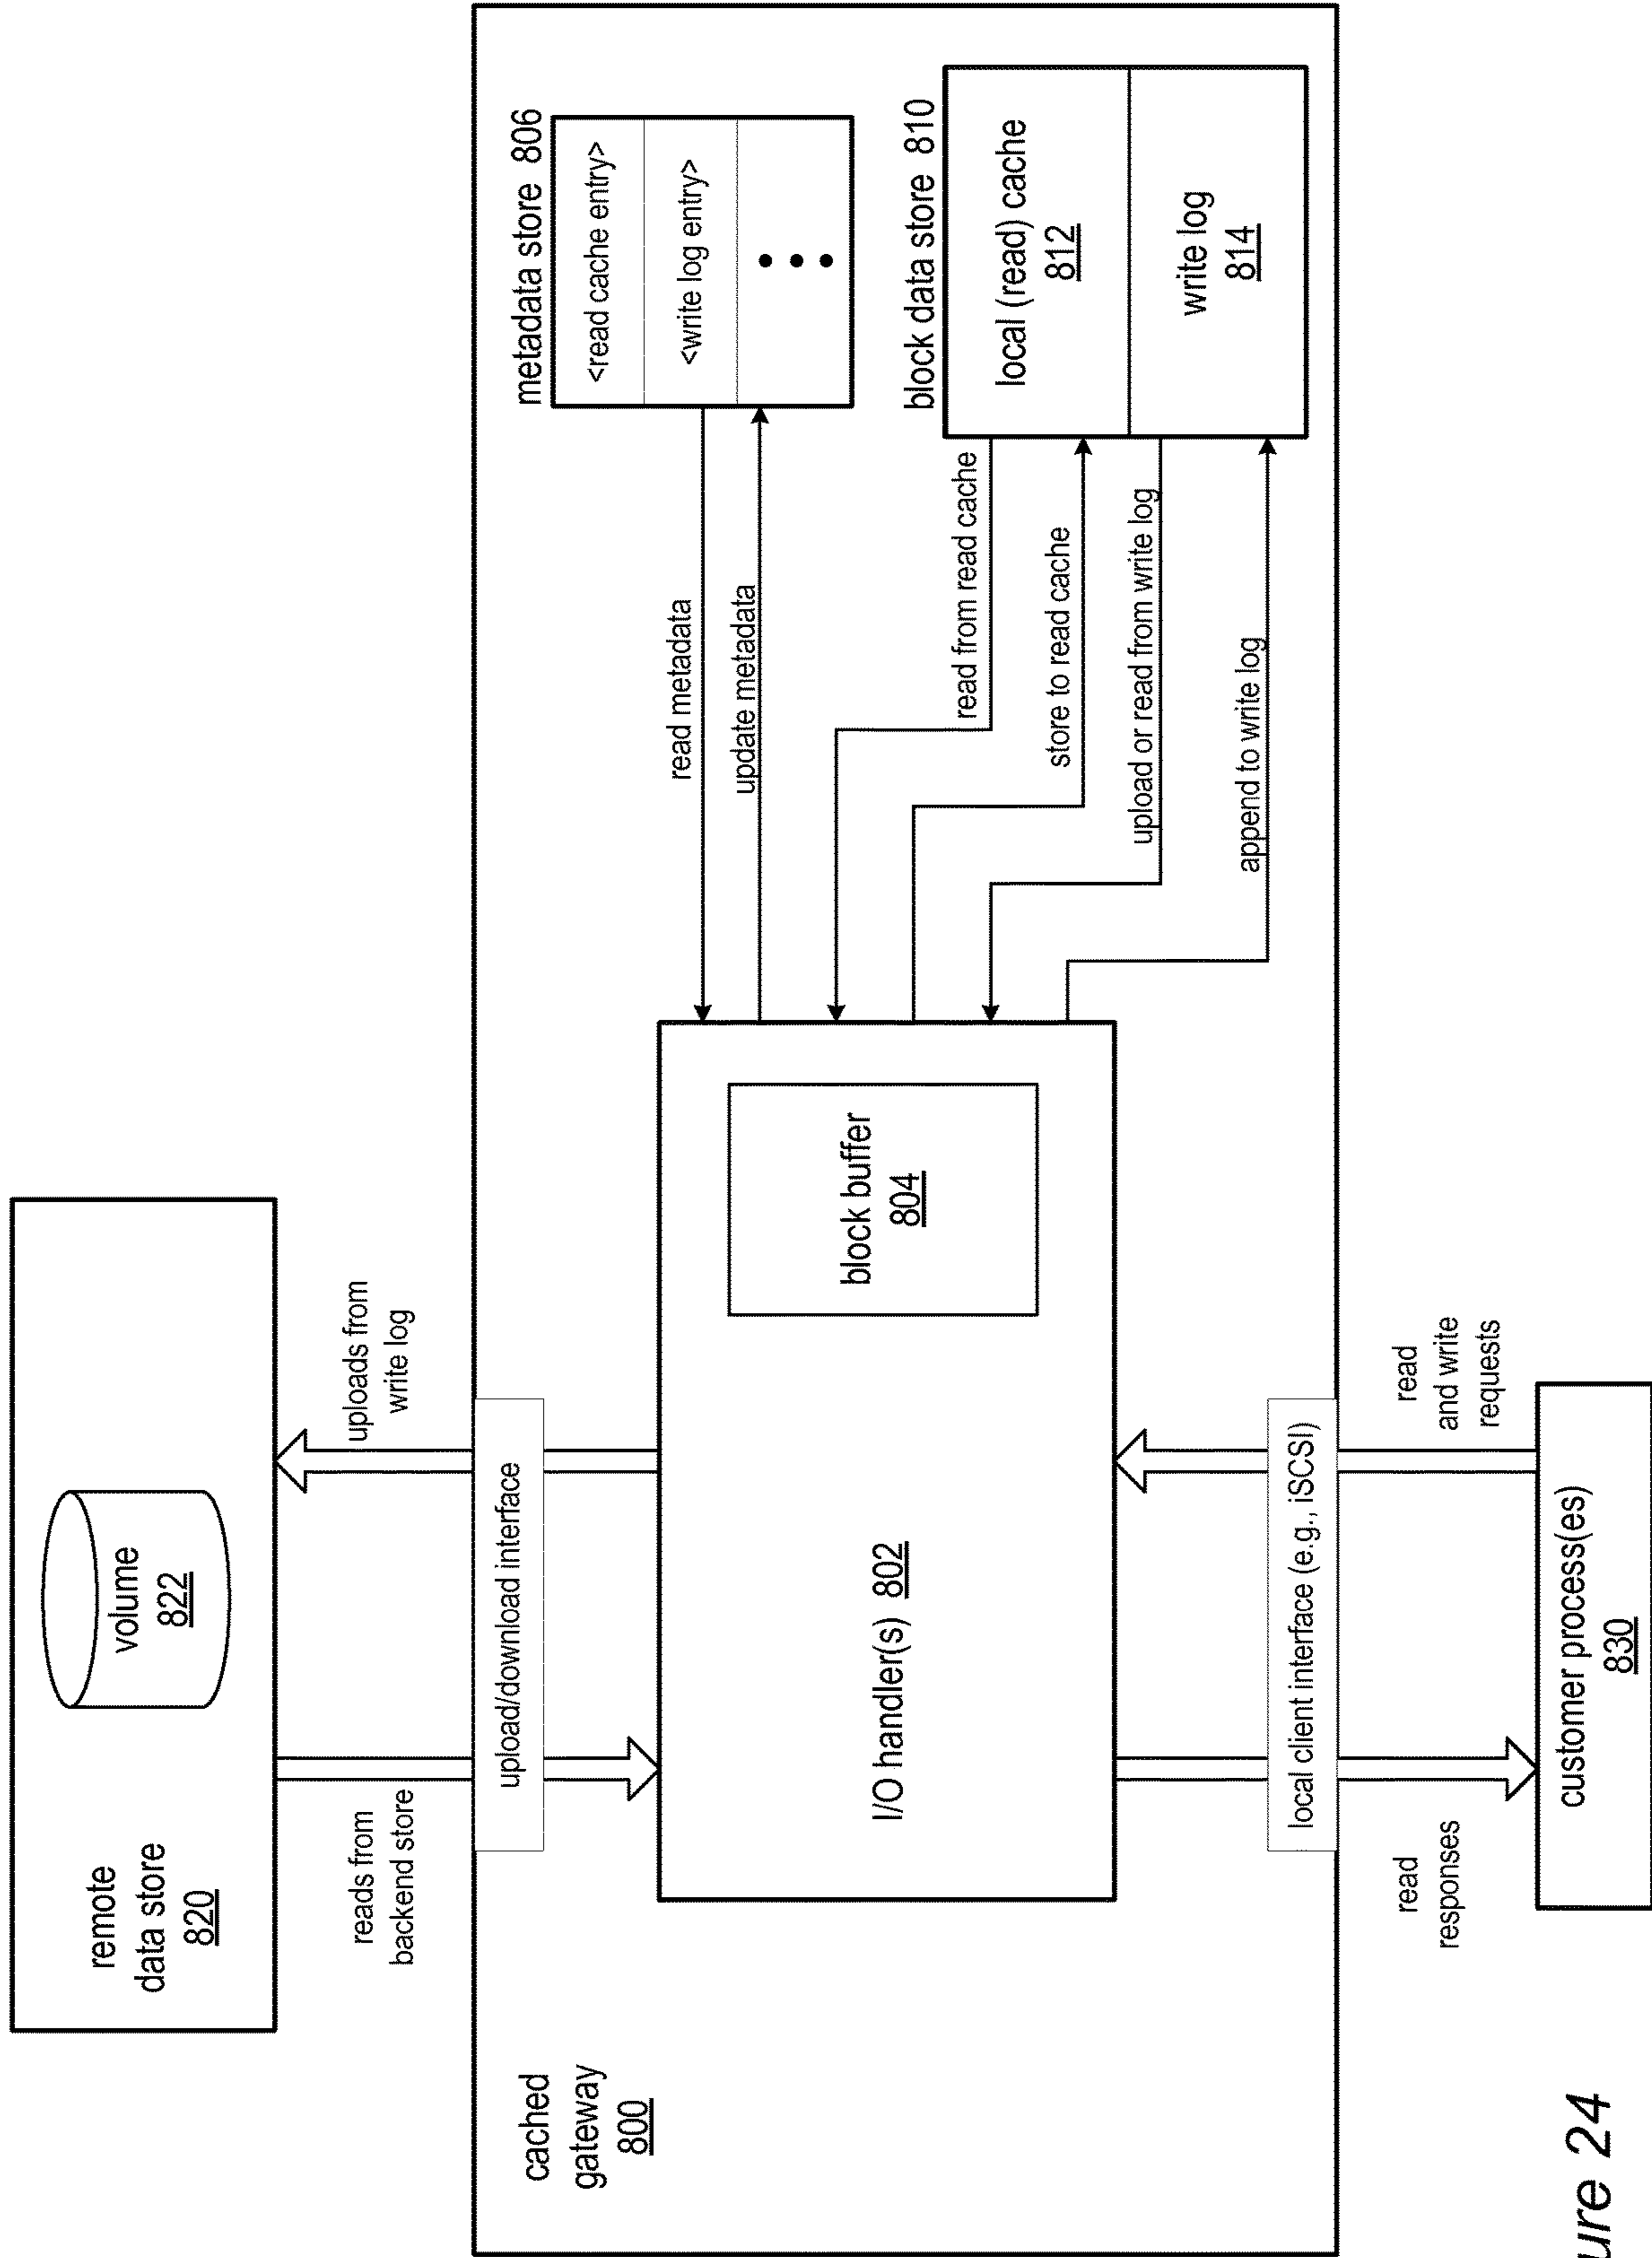 remote
data store
820
volume
822
reads from
backend store
uploads from
write log
cached
gateway
800
upload/download interface
I/O handler(s) 802
block buffer
804
local client interface (e.g., iSCSI)
metadata store 806
<read cache entry>
<write log entry>
read metadata
update metadata
block data store 810
local (read) cache
812
write log
814
read from read cache
store to read cache
upload or read from write log
append to write log
read
responses
read
and write
requests
customer process(es)
830
ure 24